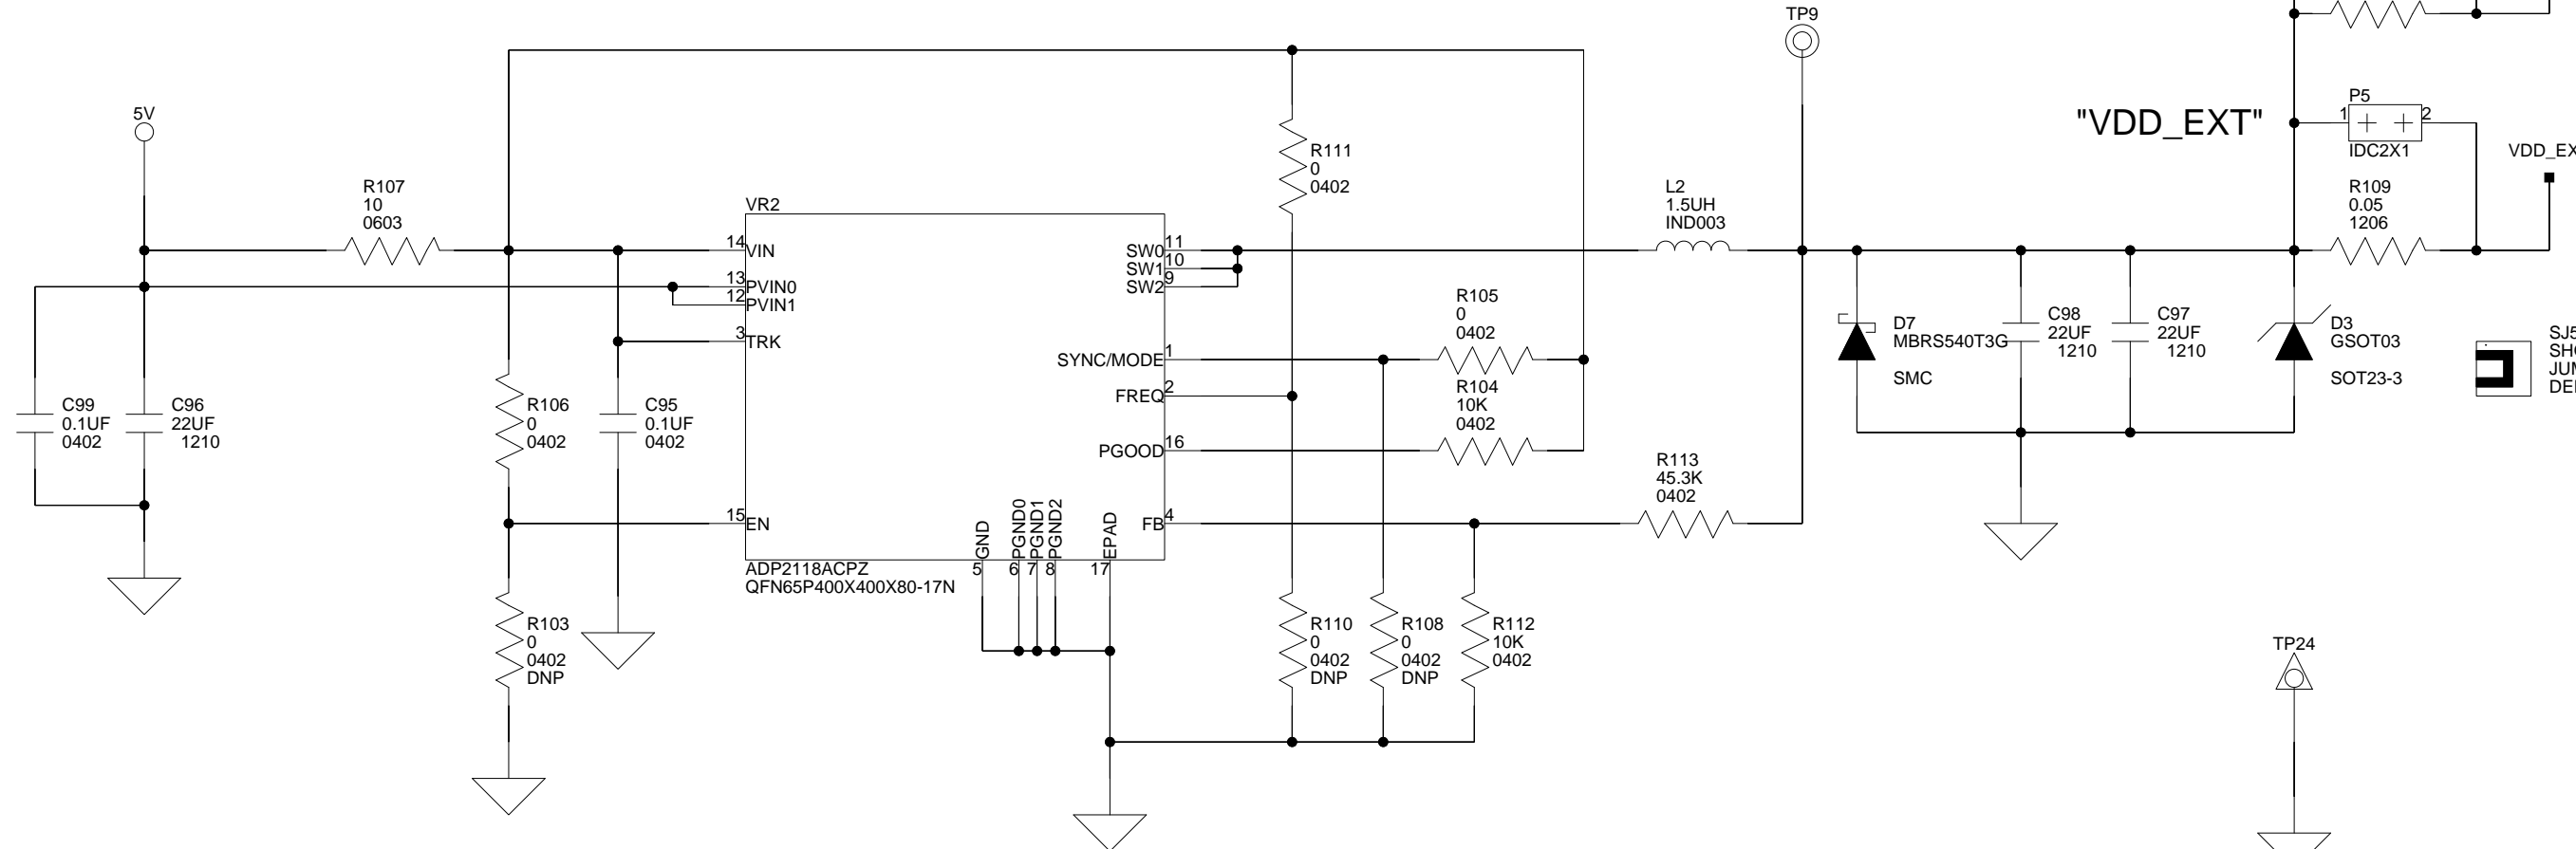 TP9
5V
"VDD_EXT"
P5
1
2
IDC2X1
VDD_EX
R107
10
0603
R111
0
0402
L2
1.5UH
IND003
R109
0.05
1206
VR2
14 VIN
13 PVIN0
12 PVIN1
3 TRK
15 EN
SW0 11
SW1 10
SW2 9
SYNC/MODE 1
FREQ 2
PGOOD 16
FB 4
GND
PGND0
PGND1
PGND2
EPAD
5
6
7
8
17
ADP2118ACPZ
QFN65P400X400X80-17N
R105
0
0402
R104
10K
0402
D7
MBRS540T3G
SMC
C98
22UF
1210
C97
22UF
1210
D3
GSOT03
SOT23-3
SJ5
SH
JUM
DE
C99
0.1UF
0402
C96
22UF
1210
R106
0
0402
C95
0.1UF
0402
R113
45.3K
0402
R103
0
0402
DNP
R110
0
0402
DNP
R108
0
0402
DNP
R112
10K
0402
TP24